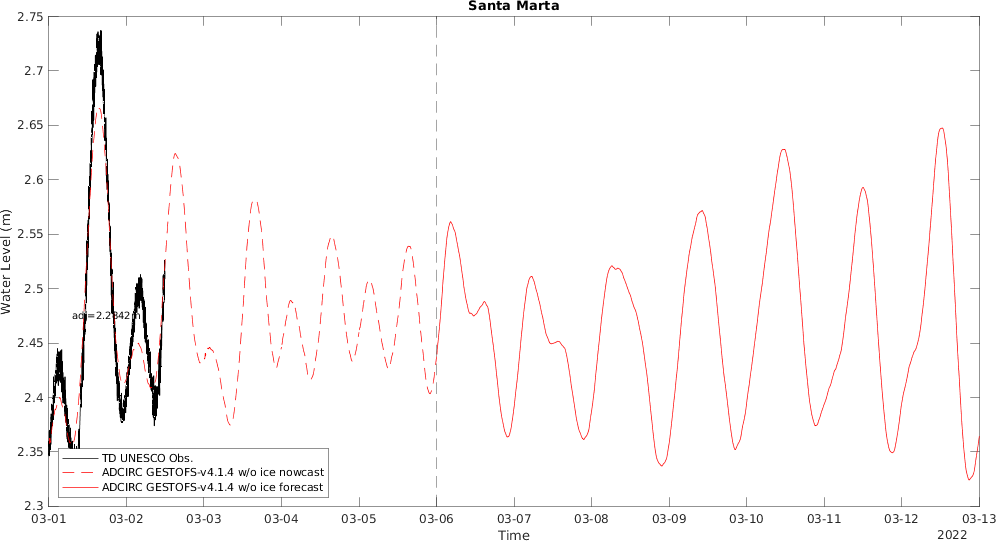 Santa Marta
2.75
2.7
2.65
2.6
2.55
2.5
2.45
2.4
2.35
2.3
Water Level (m)
TD UNESCO Obs.
ADCIRC GESTOFS-v4.1.4 w/o ice nowcast
ADCIRC GESTOFS-v4.1.4 w/o ice forecast
03-01 03-02 03-03 03-04 03-05 03-06 03-07 03-08 03-09 03-10 03-11 03-12 03-13
Time
2022